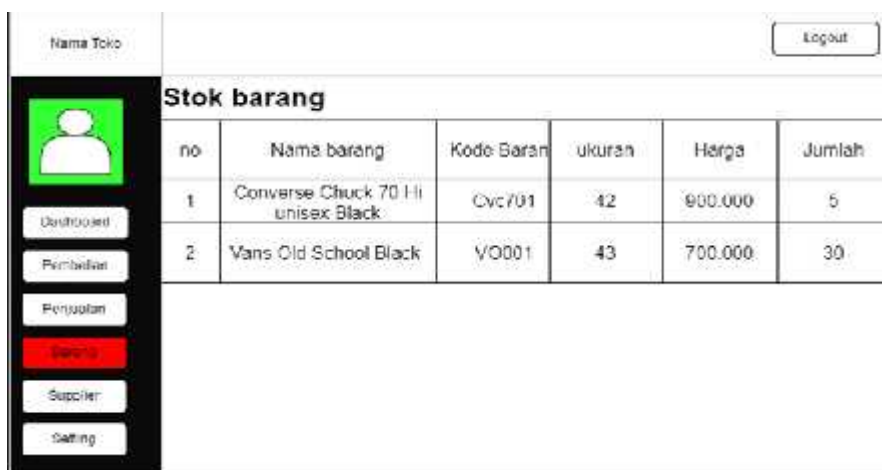 Nama Toko
Logout
Stok barang
no Nama barang Kode Baran ukuran Harga Jumlah
1 Converse Chuck 70 Hi
unisex Black Cvc701 42 900.000 5
2 Vans Old School Black VO001 43 700.000 30
Dashboard
Pembelian
Penjualan
Barang
Supplier
Setting